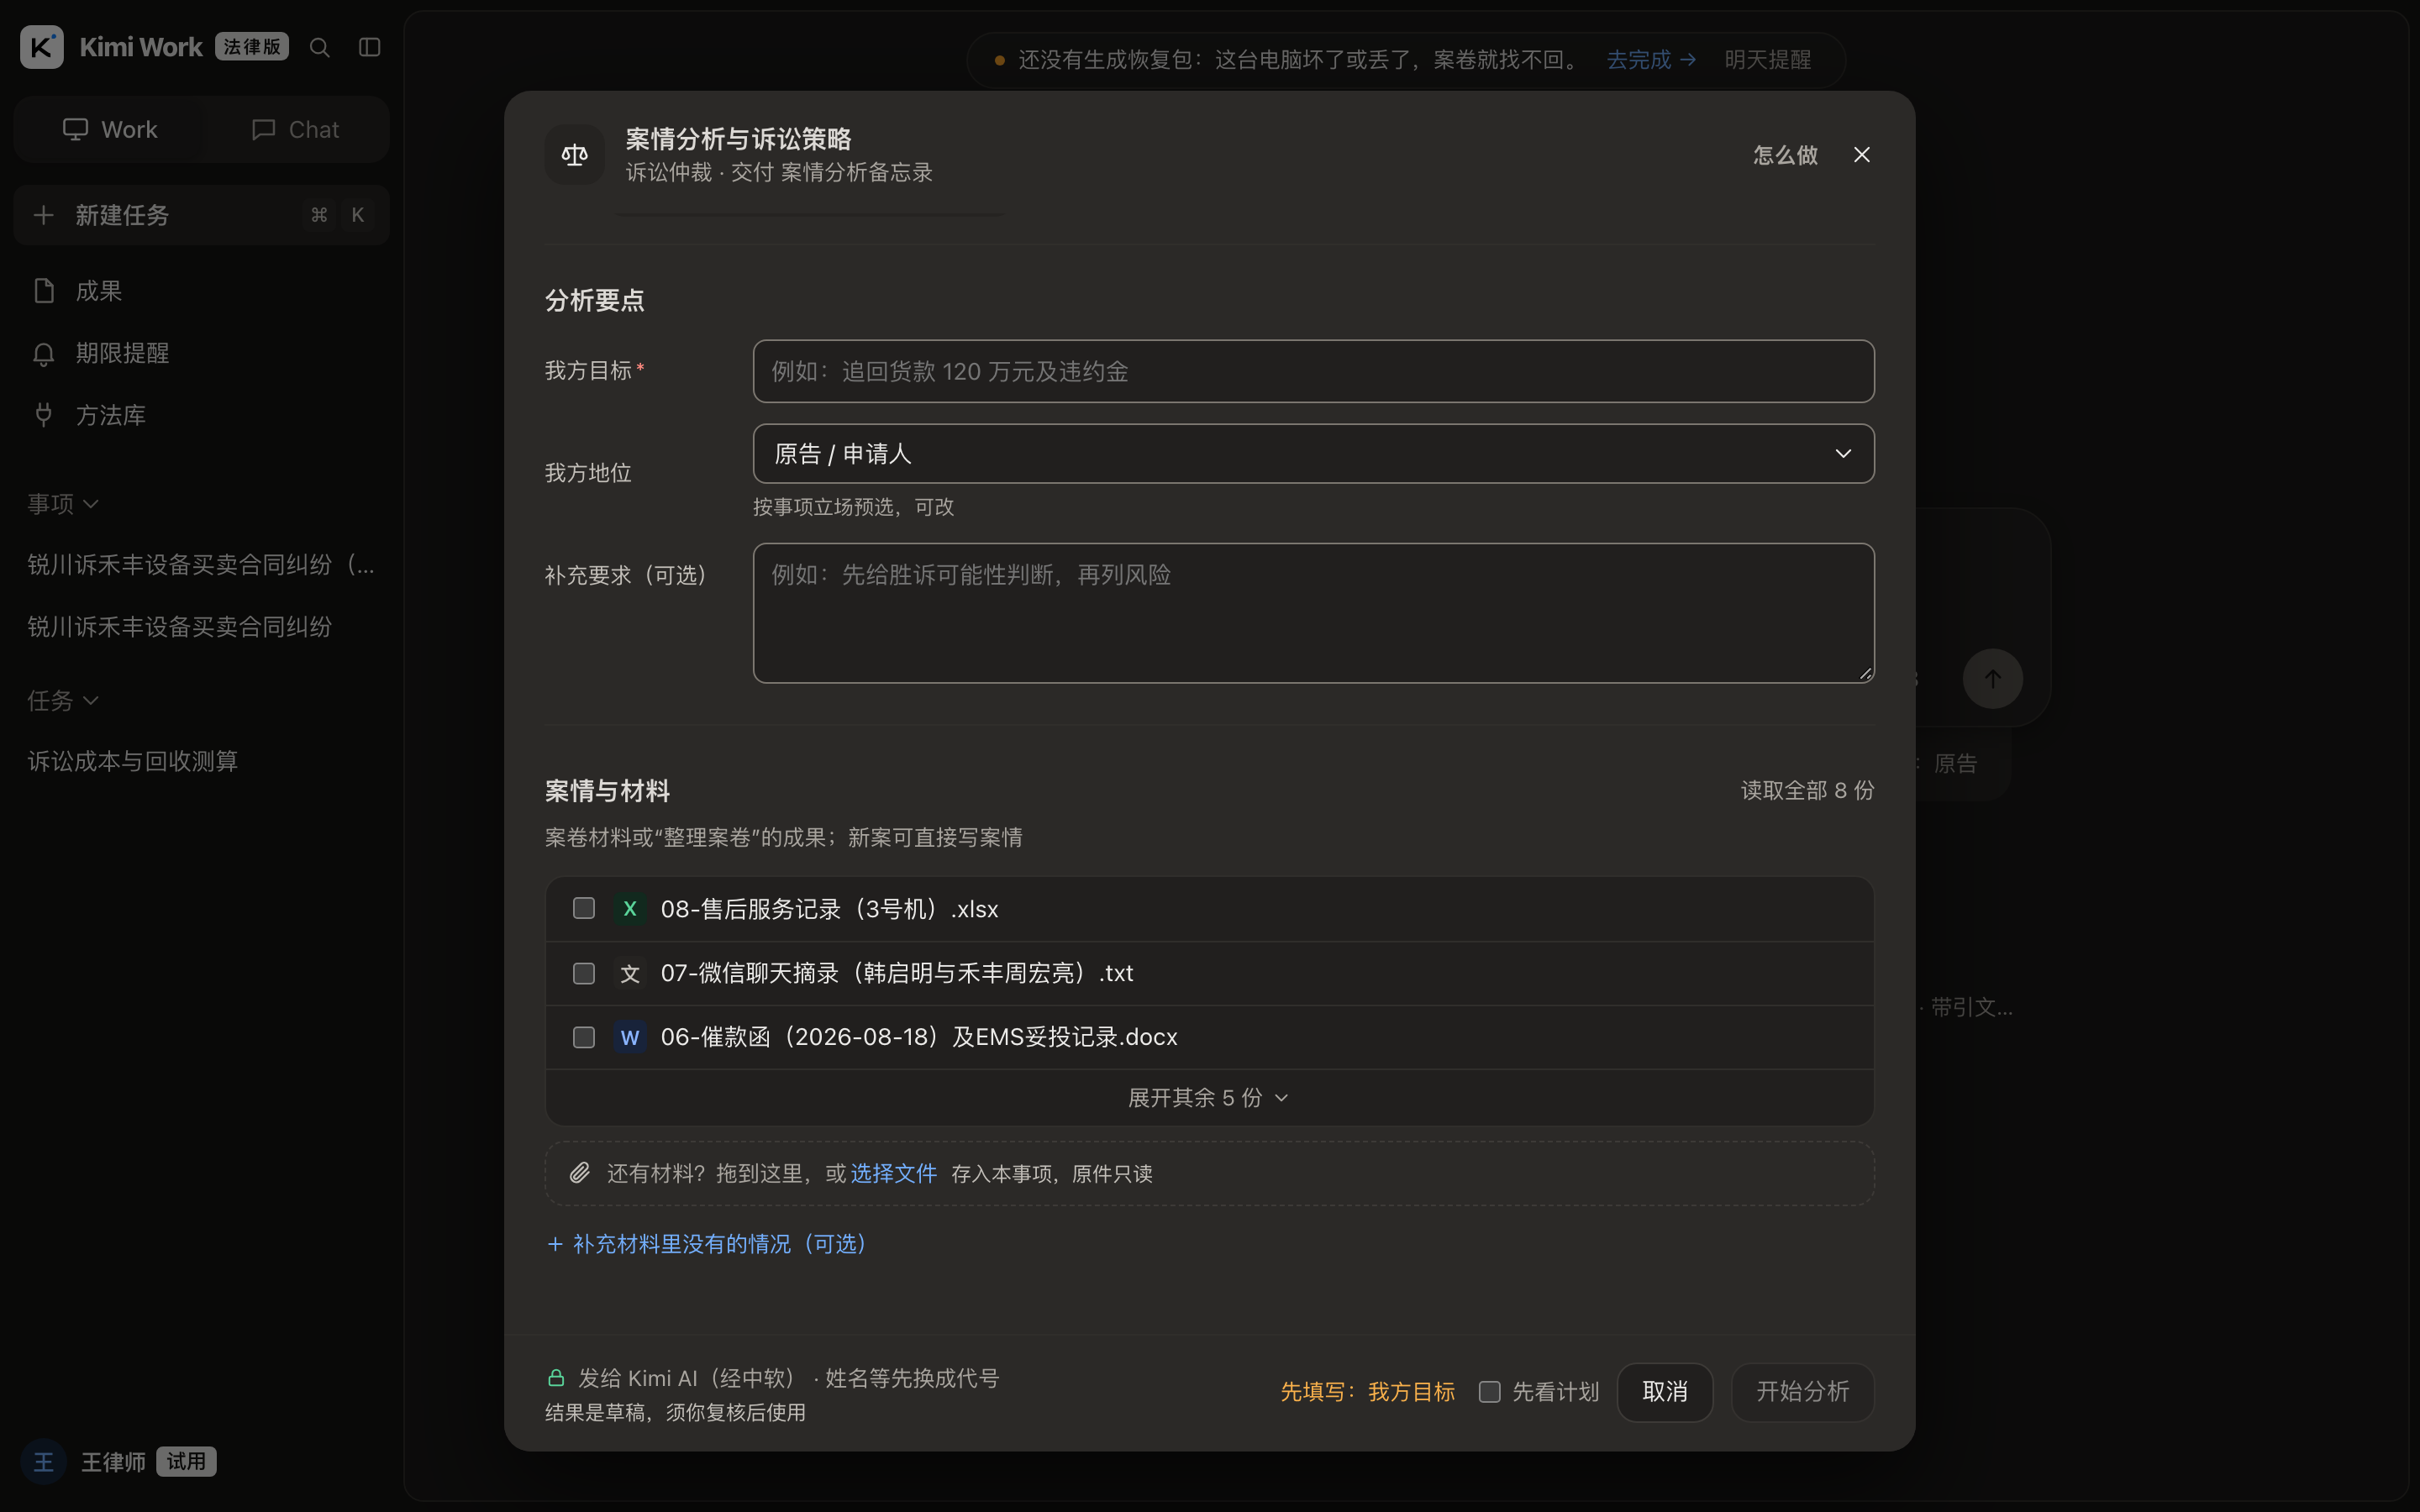 Kimi Work 法律版
Work
Chat
新建任务 ⌘ K
成果
期限提醒
方法库
事项
锐川诉禾丰设备买卖合同纠纷（...
锐川诉禾丰设备买卖合同纠纷
任务
诉讼成本与回收测算
王 王律师 试用
还没有生成恢复包：这台电脑坏了或丢了，案卷就找不回。 去完成 → 明天提醒
案情分析与诉讼策略
诉讼仲裁 · 交付 案情分析备忘录
怎么做
分析要点
我方目标*
例如：追回货款 120 万元及违约金
我方地位
原告 / 申请人
按事项立场预选，可改
补充要求（可选）
例如：先给胜诉可能性判断，再列风险
案情与材料
读取全部 8 份
案卷材料或“整理案卷”的成果；新案可直接写案情
X 08-售后服务记录（3号机）.xlsx
文 07-微信聊天摘录（韩启明与禾丰周宏亮）.txt
W 06-催款函（2026-08-18）及EMS妥投记录.docx
展开其余 5 份
还有材料？拖到这里，或选择文件 存入本事项，原件只读
+ 补充材料里没有的情况（可选）
发给 Kimi AI（经中软） · 姓名等先换成代号
结果是草稿，须你复核后使用
先填写：我方目标
先看计划
取消
开始分析
：原告
· 带引文...